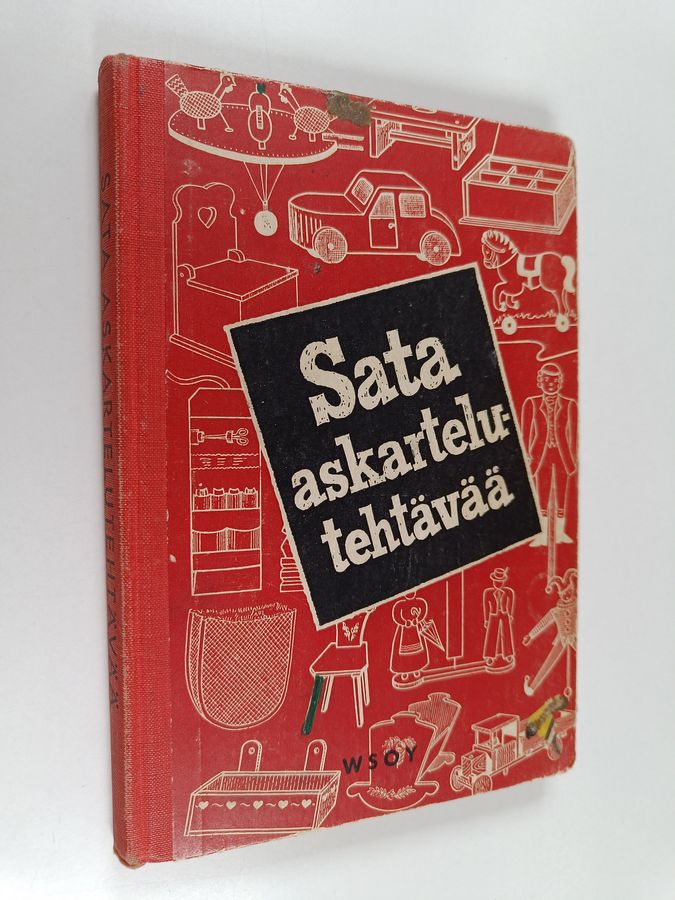 SATA ASKARTELUTEHTÄVÄÄ
Sata
askartelu-
tehtävää
WSOY